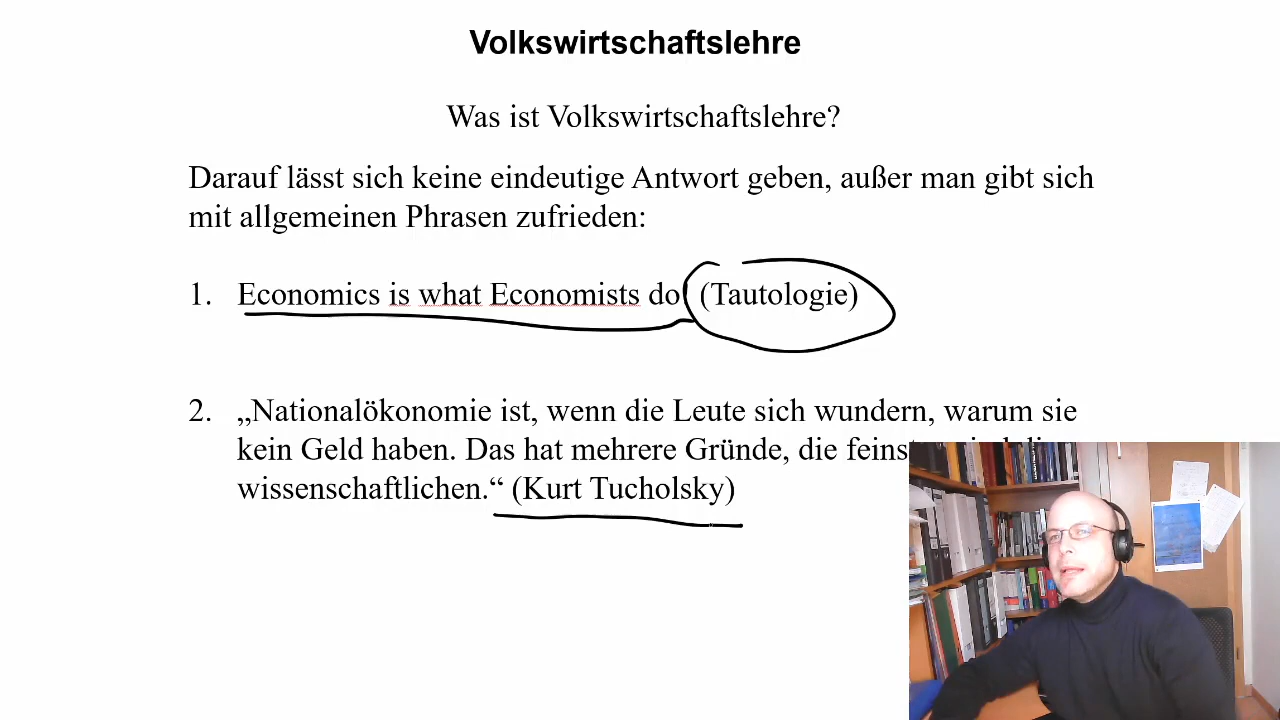 Volkswirtschaftslehre
Was ist Volkswirtschaftslehre?
Darauf lässt sich keine eindeutige Antwort geben, außer man gibt sich
mit allgemeinen Phrasen zufrieden:
1. Economics is what Economists do (Tautologie)
2. „Nationalökonomie ist, wenn die Leute sich wundern, warum sie
kein Geld haben. Das hat mehrere Gründe, die
wissenschaftlichen.“ (Kurt Tucholsky)